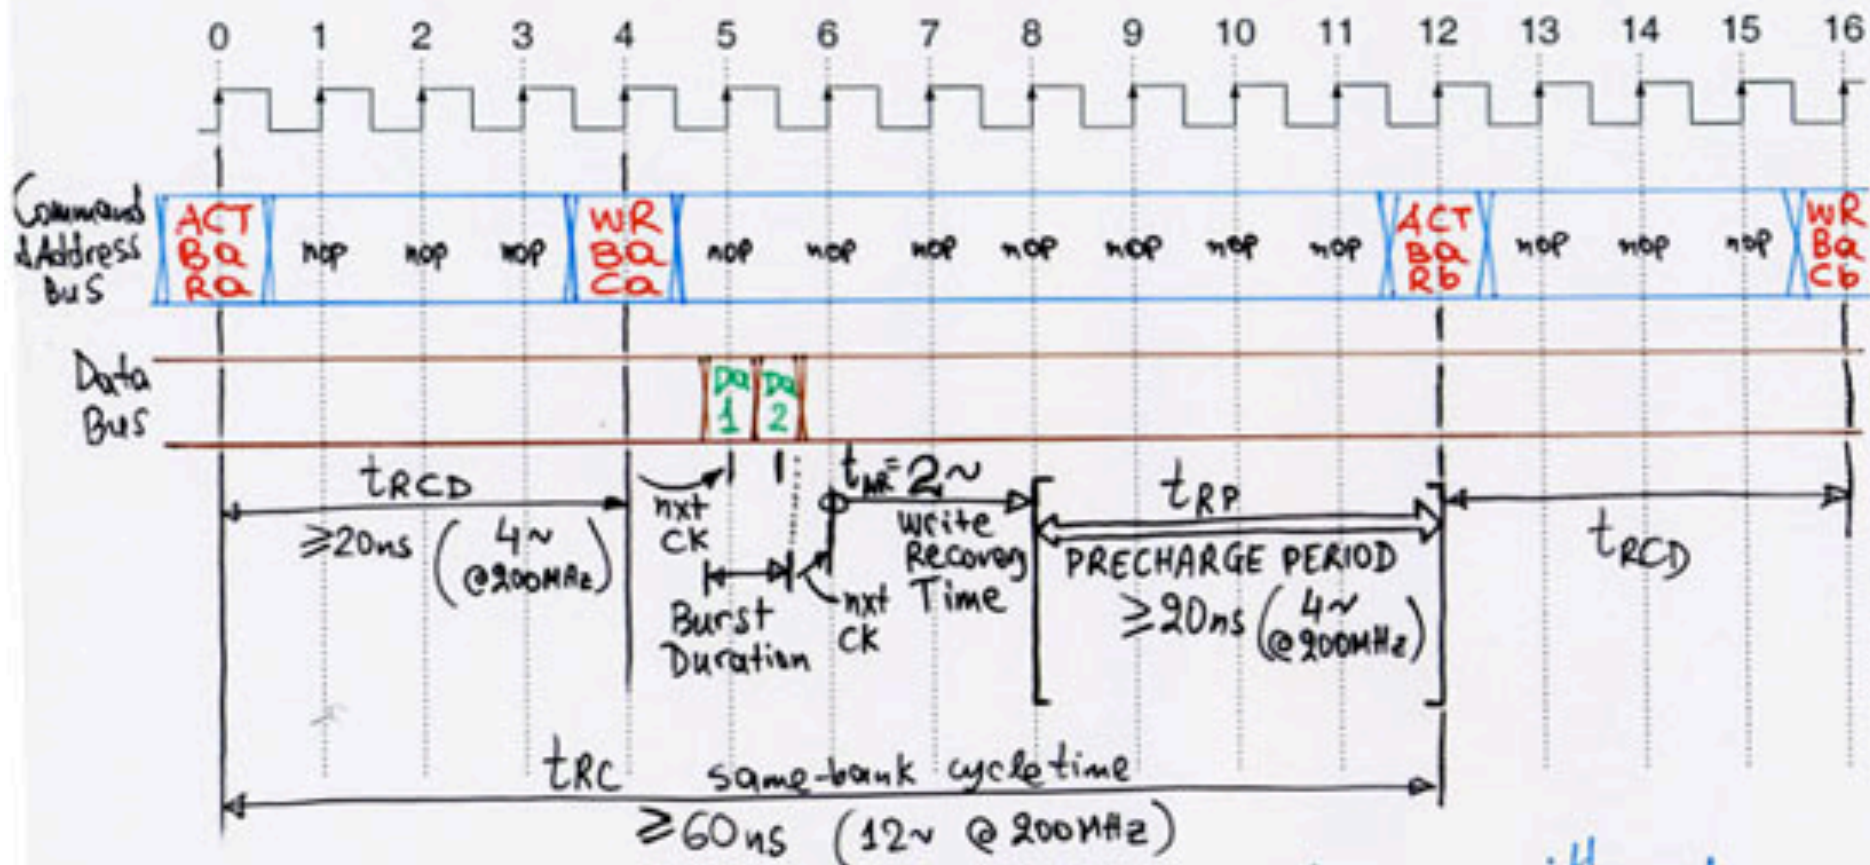 0 1 2 3 4 5 6 7 8 9 10 11 12 13 14 15 16
Command
&Address
Bus
ACT
Ba
Ra
nop nop nop
WR
Ba
Ca
nop nop nop nop nop nop nop
ACT
Ba
Rb
nop nop nop
WR
Ba
Cb
Data
Bus
Da
1
Da
2
tRCD
≥20ns (4~
@200MHz)
nxt
CK
Burst
Duration
nxt
CK
tWR=2~
Write
Recovery
Time
tRP
PRECHARGE PERIOD
≥20ns (4~
@200MHz)
tRCD
tRC same-bank cycle time
≥60ns (12~ @ 200MHz)